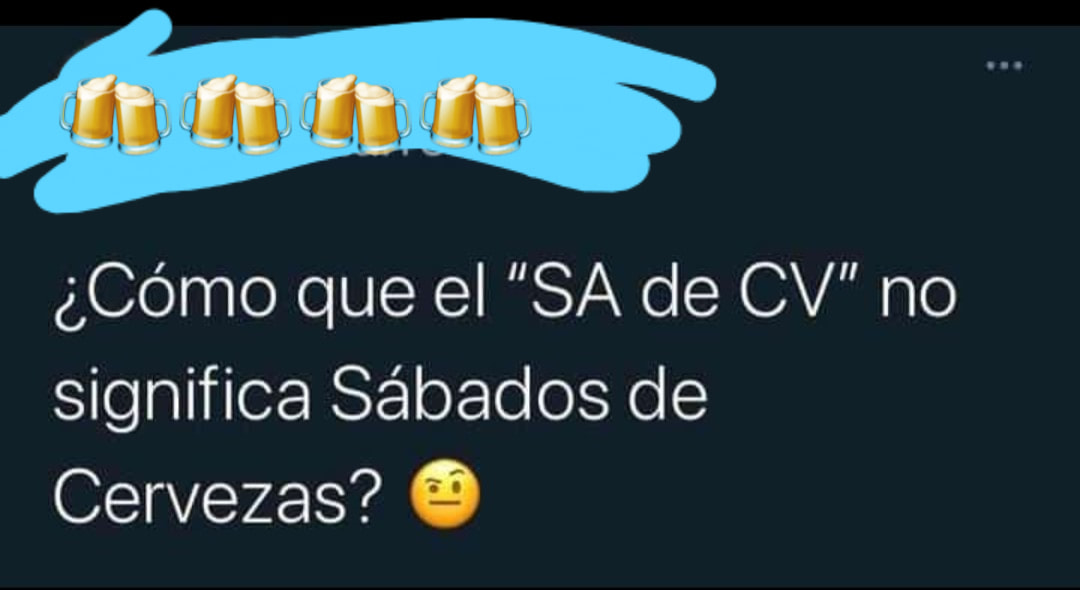 ¿Cómo que el "SA de CV" no
significa Sábados de
Cervezas? 🤨